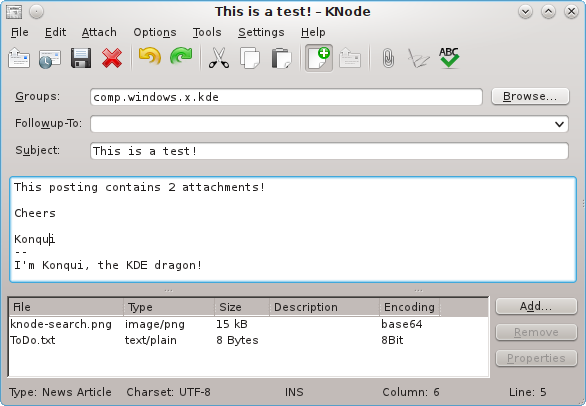 This is a test! - KNode
File Edit Attach Options Tools Settings Help
ABC
Groups: comp.windows.x.kde Browse...
Followup-To:
Subject: This is a test!
This posting contains 2 attachments!
Cheers
Konqui
--
I'm Konqui, the KDE dragon!
File Type Size Description Encoding Add...
knode-search.png image/png 15 kB base64
ToDo.txt text/plain 8 Bytes 8Bit
Remove
Properties
Type: News Article Charset: UTF-8 INS Column: 6 Line: 5